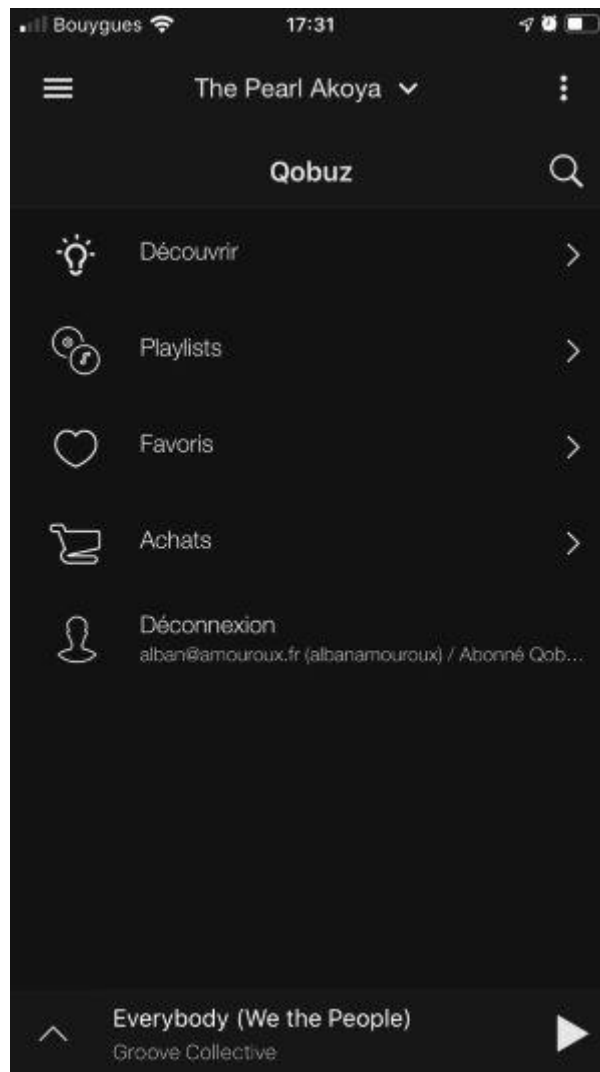 Bouygues 17:31
The Pearl Akoya
Qobuz
Découvrir
Playlists
Favoris
Achats
Déconnexion
alban@amouroux.fr (albanamouroux) / Abonné Qob...
Everybody (We the People)
Groove Collective